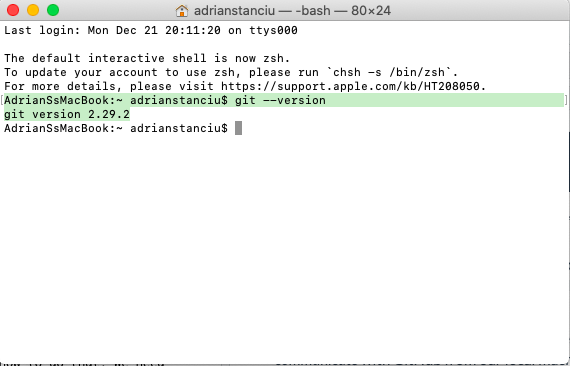 adrianstanciu — -bash — 80×24
Last login: Mon Dec 21 20:11:20 on ttys000
The default interactive shell is now zsh.
To update your account to use zsh, please run `chsh -s /bin/zsh`.
For more details, please visit https://support.apple.com/kb/HT208050.
[AdrianSsMacBook:~ adrianstanciu$ git --version]
git version 2.29.2
AdrianSsMacBook:~ adrianstanciu$